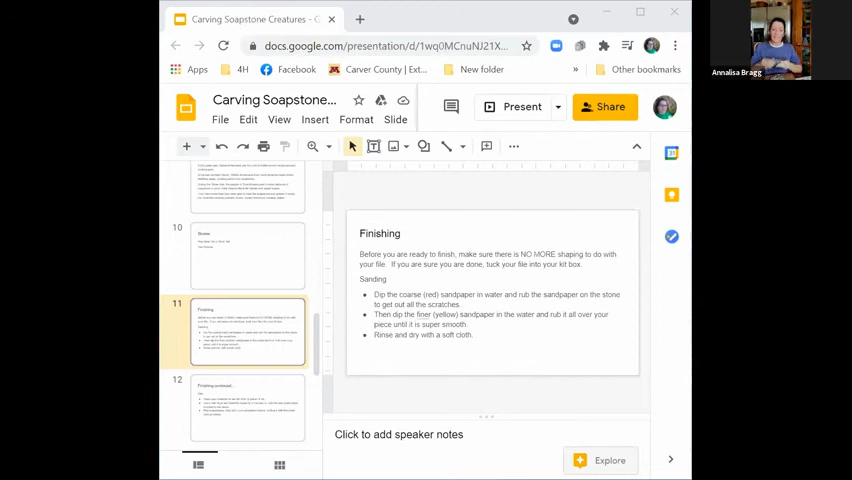 Carving Soapstone Creatures - G
docs.google.com/presentation/d/1wq0MCnuNJ21X...
Apps
4H
Facebook
Carver County | Ext...
New folder
Other bookmarks
Annalisa Bragg
Carving Soapstone...
File Edit View Insert Format Slide
Present
Share
10
11
Finishing
12
Finishing continued...
Finishing
Before you are ready to finish, make sure there is NO MORE shaping to do with
your file. If you are sure you are done, tuck your file into your kit box.
Sanding
● Dip the coarse (red) sandpaper in water and rub the sandpaper on the stone
to get out all the scratches.
● Then dip the finer (yellow) sandpaper in the water and rub it all over your
piece until it is super smooth.
● Rinse and dry with a soft cloth.
Click to add speaker notes
Explore